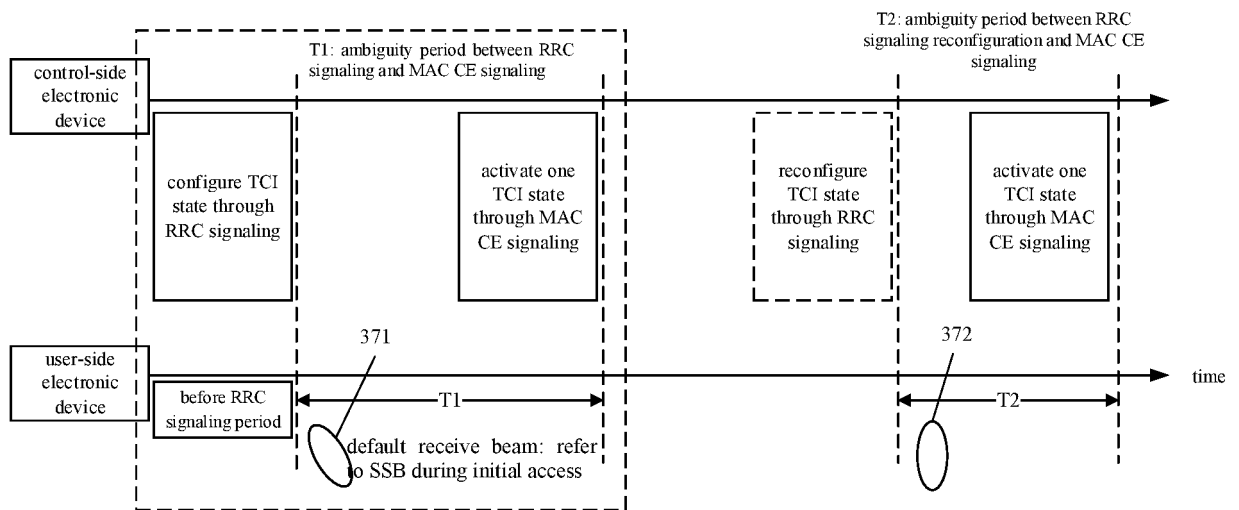 T1: ambiguity period between RRC
signaling and MAC CE signaling
T2: ambiguity period between RRC
signaling reconfiguration and MAC CE
signaling
control-side
electronic
device
configure TCI
state through
RRC signaling
activate one
TCI state
through MAC
CE signaling
reconfigure
TCI state
through RRC
signaling
activate one
TCI state
through MAC
CE signaling
371
372
user-side
electronic
device
time
before RRC
signaling period
T1
T2
default receive beam: refer
to SSB during initial access